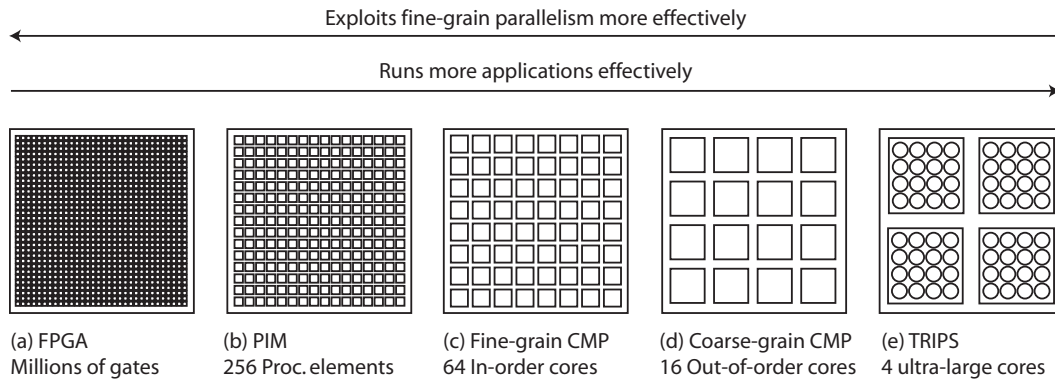 Exploits fine-grain parallelism more effectively
Runs more applications effectively
(a) FPGA
Millions of gates
(b) PIM
256 Proc. elements
(c) Fine-grain CMP
64 In-order cores
(d) Coarse-grain CMP
16 Out-of-order cores
(e) TRIPS
4 ultra-large cores